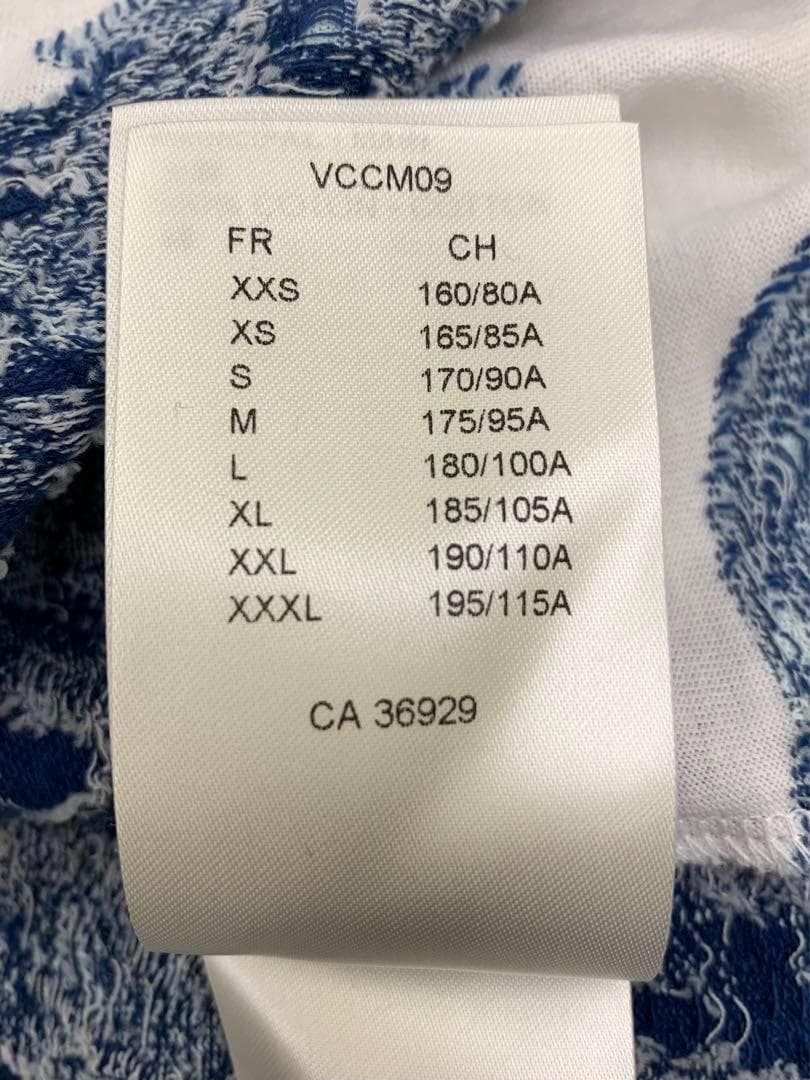 VCCM09
FR CH
XXS 160/80A
XS 165/85A
S 170/90A
M 175/95A
L 180/100A
XL 185/105A
XXL 190/110A
XXXL 195/115A
CA 36929